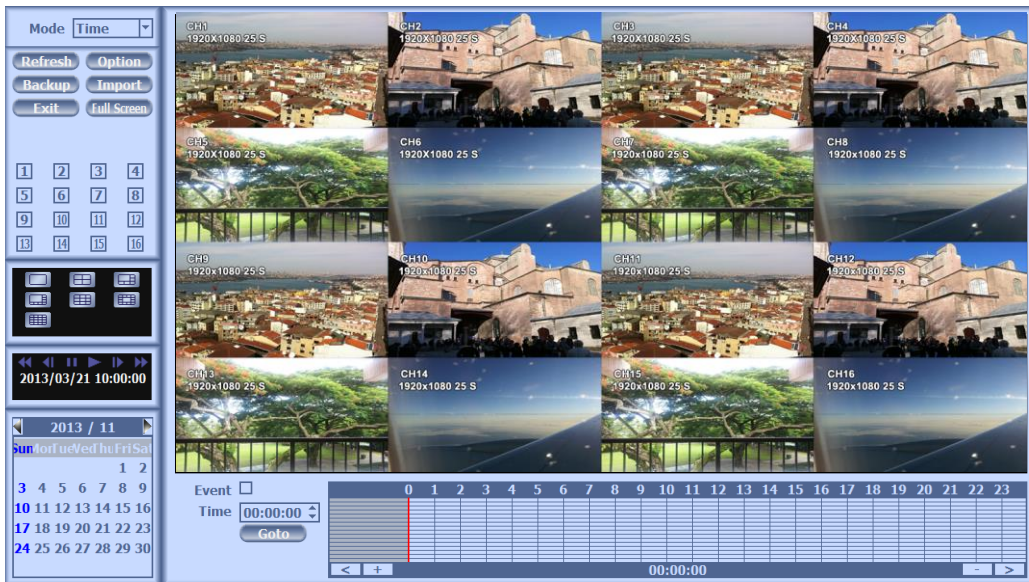 Mode Time
Refresh Option
Backup Import
Exit Full Screen
1 2 3 4
5 6 7 8
9 10 11 12
13 14 15 16
2013/03/21 10:00:00
2013 / 11
Sun Mon Tue Wed Thu Fri Sat
1 2
3 4 5 6 7 8 9
10 11 12 13 14 15 16
17 18 19 20 21 22 23
24 25 26 27 28 29 30
CH1
1920X1080 25 S
CH2
1920X1080 25 S
CH3
1920X1080 25 S
CH4
1920X1080 25 S
CH5
1920X1080 25 S
CH6
1920X1080 25 S
CH7
1920x1080 25 S
CH8
1920x1080 25 S
CH9
1920x1080 25 S
CH10
1920x1080 25 S
CH11
1920x1080 25 S
CH12
1920x1080 25 S
CH13
1920x1080 25 S
CH14
1920x1080 25 S
CH15
1920x1080 25 S
CH16
1920x1080 25 S
Event
Time 00:00:00
Goto
0 1 2 3 4 5 6 7 8 9 10 11 12 13 14 15 16 17 18 19 20 21 22 23
< + 00:00:00 - >